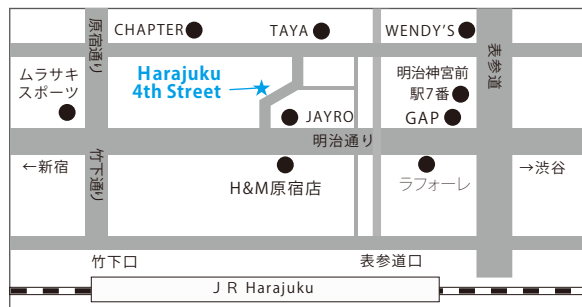 原宿通り
CHAPTER
TAYA
WENDY'S
表参道
ムラサキ
スポーツ
Harajuku
4th Street
明治神宮前
駅7番
JAYRO
GAP
明治通り
←新宿
竹下通り
H&M原宿店
ラフォーレ
→渋谷
竹下口
表参道口
J R Harajuku